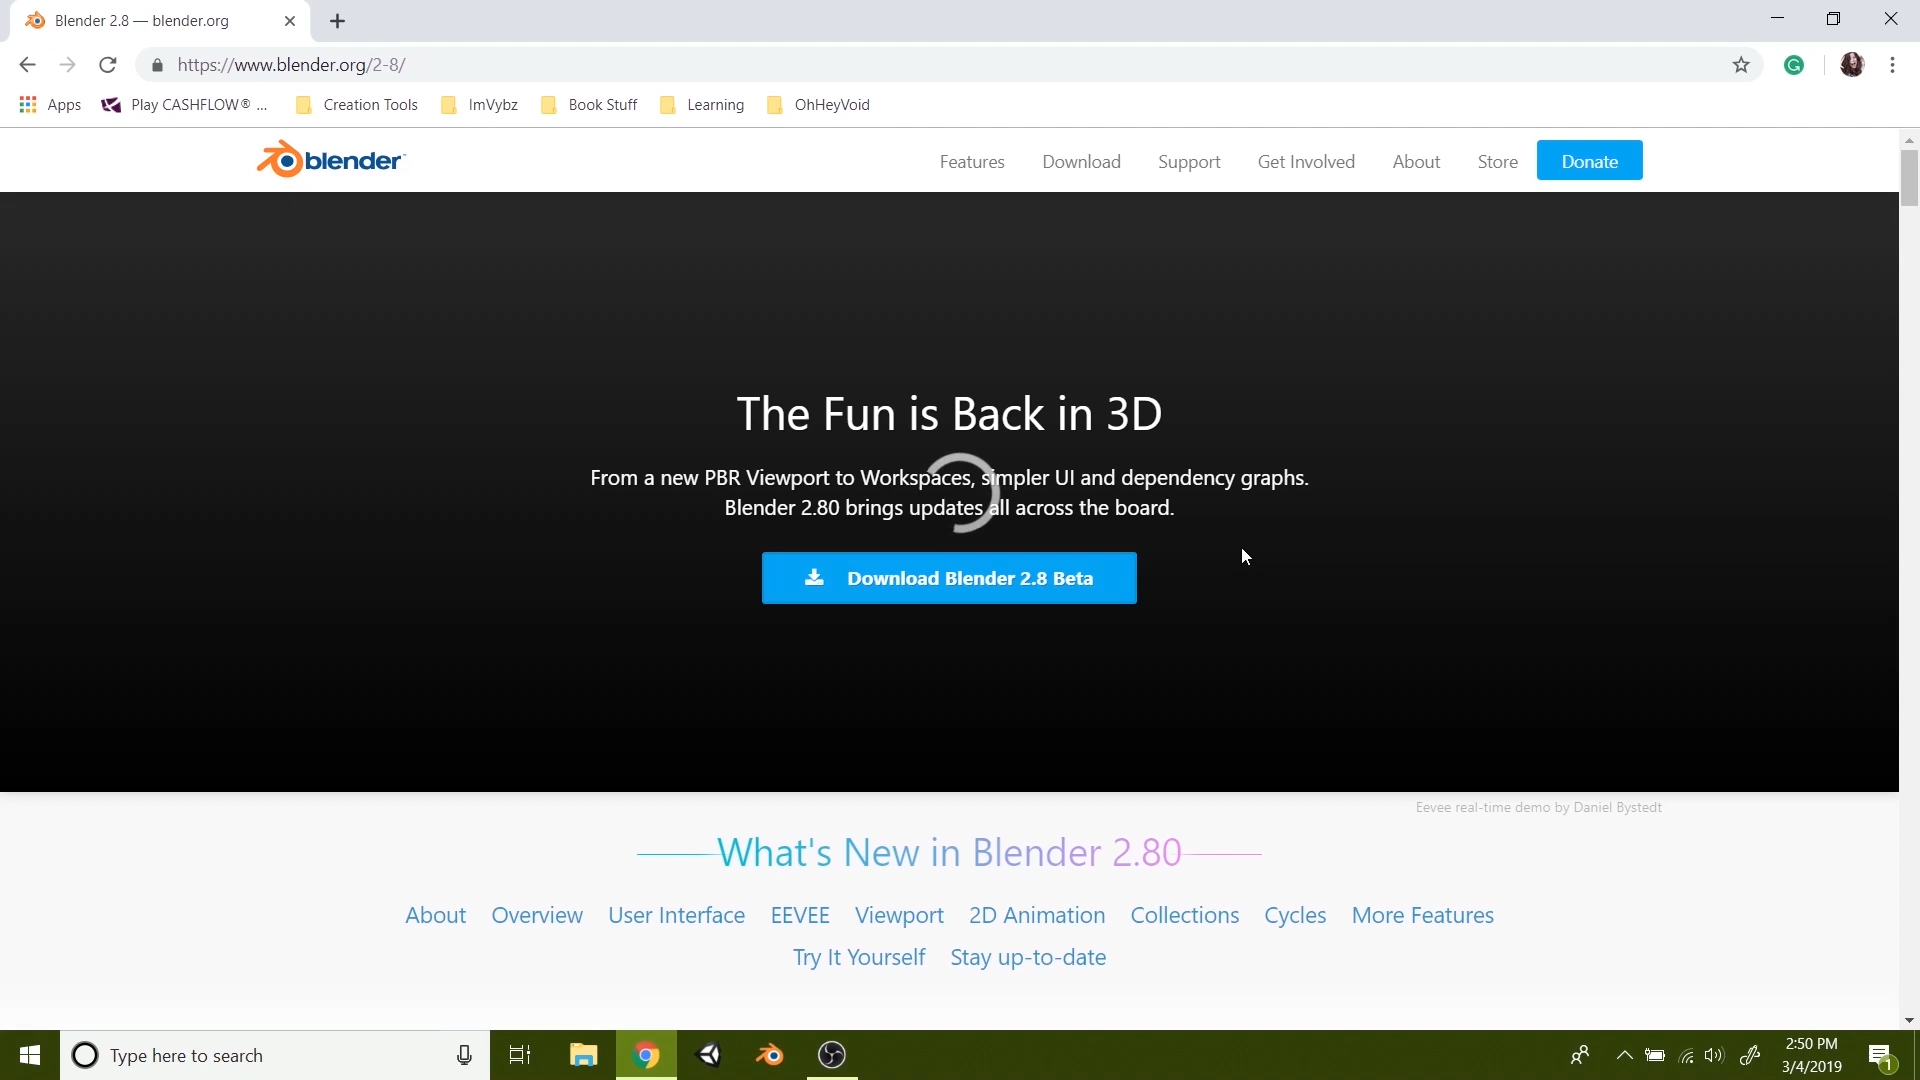 Blender 2.8 — blender.org
https://www.blender.org/2-8/
Apps Play CASHFLOW® ... Creation Tools ImVybz Book Stuff Learning OhHeyVoid
blender™ Features Download Support Get Involved About Store Donate
The Fun is Back in 3D
From a new PBR Viewport to Workspaces, simpler UI and dependency graphs.
Blender 2.80 brings updates all across the board.
Download Blender 2.8 Beta
Eevee real-time demo by Daniel Bystedt
What's New in Blender 2.80
About Overview User Interface EEVEE Viewport 2D Animation Collections Cycles More Features
Try It Yourself Stay up-to-date
Type here to search
2:50 PM
3/4/2019
1